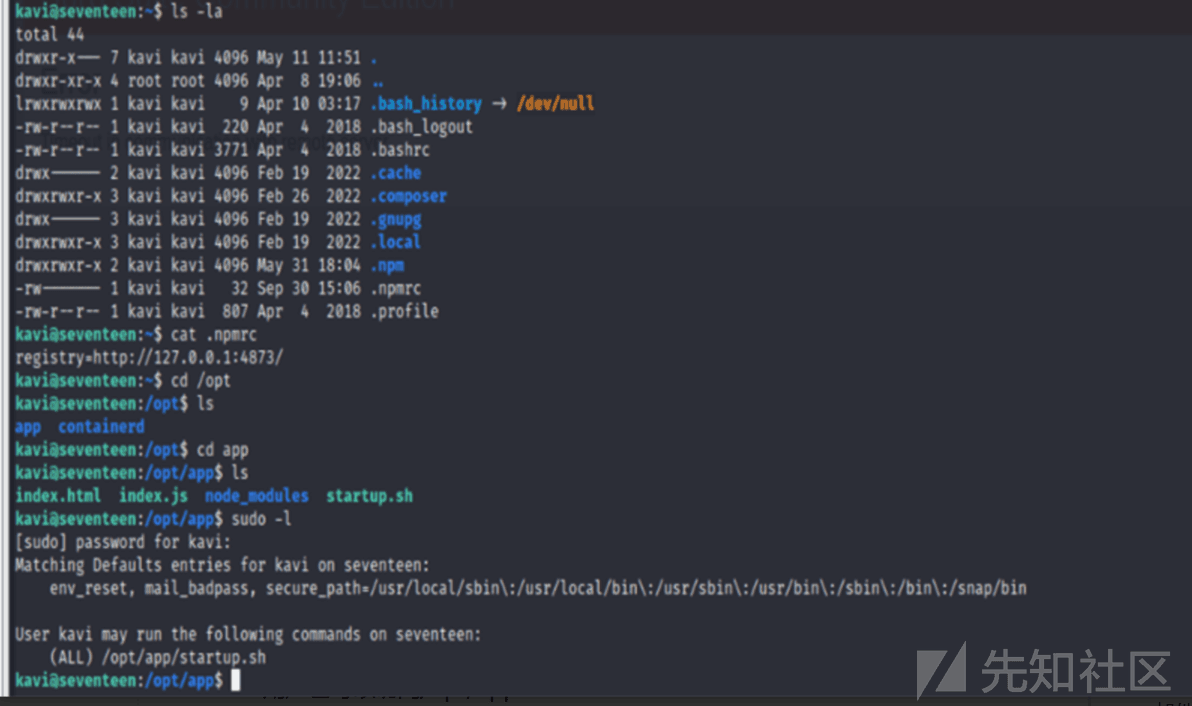 kavi@seventeen:~$ ls -la
total 44
drwxr-x--- 7 kavi kavi 4096 May 11 11:51 .
drwxr-xr-x 4 root root 4096 Apr  8 19:06 ..
lrwxrwxrwx 1 kavi kavi    9 Apr 10 03:17 .bash_history → /dev/null
-rw-r--r-- 1 kavi kavi  220 Apr  4  2018 .bash_logout
-rw-r--r-- 1 kavi kavi 3771 Apr  4  2018 .bashrc
drwx------ 2 kavi kavi 4096 Feb 19  2022 .cache
drwxrwxr-x 3 kavi kavi 4096 Feb 26  2022 .composer
drwx------ 3 kavi kavi 4096 Feb 19  2022 .gnupg
drwxrwxr-x 3 kavi kavi 4096 Feb 19  2022 .local
drwxrwxr-x 2 kavi kavi 4096 May 31 18:04 .npm
-rw------- 1 kavi kavi   32 Sep 30 15:06 .npmrc
-rw-r--r-- 1 kavi kavi  807 Apr  4  2018 .profile
kavi@seventeen:~$ cat .npmrc
registry=http://127.0.0.1:4873/
kavi@seventeen:~$ cd /opt
kavi@seventeen:/opt$ ls
app  containerd
kavi@seventeen:/opt$ cd app
kavi@seventeen:/opt/app$ ls
index.html  index.js  node_modules  startup.sh
kavi@seventeen:/opt/app$ sudo -l
[sudo] password for kavi:
Matching Defaults entries for kavi on seventeen:
    env_reset, mail_badpass, secure_path=/usr/local/sbin\:/usr/local/bin\:/usr/sbin\:/usr/bin\:/sbin\:/bin\:/snap/bin

User kavi may run the following commands on seventeen:
    (ALL) /opt/app/startup.sh
kavi@seventeen:/opt/app$
先知社区